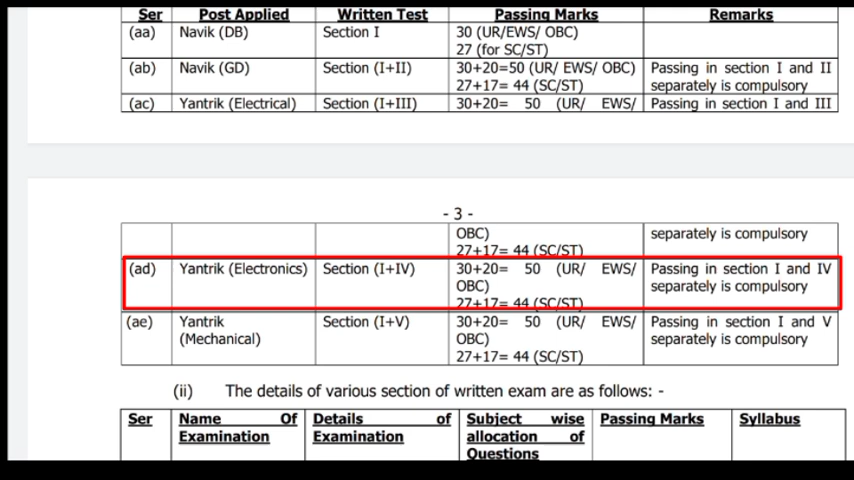 Ser Post Applied Written Test Passing Marks Remarks
(aa) Navik (DB) Section I 30 (UR/EWS/ OBC)
27 (for SC/ST)
(ab) Navik (GD) Section (I+II) 30+20=50 (UR/ EWS/ OBC) Passing in section I and II
27+17= 44 (SC/ST) separately is compulsory
(ac) Yantrik (Electrical) Section (I+III) 30+20= 50 (UR/ EWS/ Passing in section I and III
- 3 -
OBC) separately is compulsory
27+17= 44 (SC/ST)
(ad) Yantrik (Electronics) Section (I+IV) 30+20= 50 (UR/ EWS/ Passing in section I and IV
OBC) separately is compulsory
27+17= 44 (SC/ST)
(ae) Yantrik Section (I+V) 30+20= 50 (UR/ EWS/ Passing in section I and V
(Mechanical) OBC) separately is compulsory
27+17= 44 (SC/ST)
(ii) The details of various section of written exam are as follows: -
Ser Name Of Details of Subject wise Passing Marks Syllabus
Examination Examination allocation of
Questions